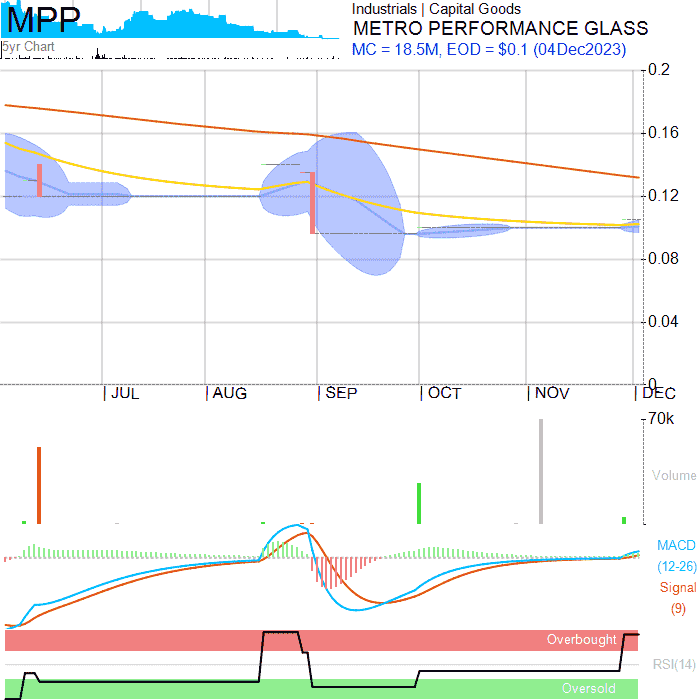 MPP
5yr Chart
Industrials | Capital Goods
METRO PERFORMANCE GLASS
MC = 18.5M, EOD = $0.1 (04Dec2023)
0.2
0.16
0.12
0.08
0.04
0
| JUL | AUG | SEP | OCT | NOV | DEC
70k
Volume
MACD
(12-26)
Signal
(9)
Overbought
RSI(14)
Oversold